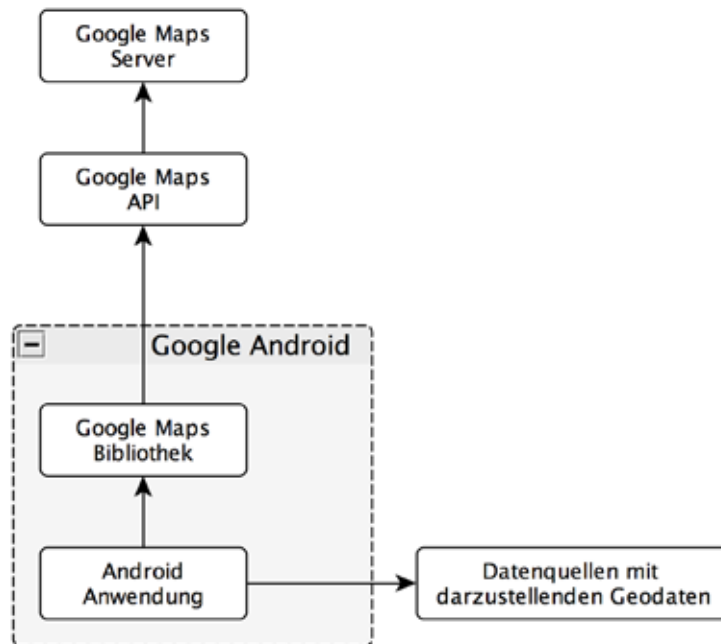 Google Maps
Server
Google Maps
API
Google Android
Google Maps
Bibliothek
Android
Anwendung
Datenquellen mit
darzustellenden Geodaten